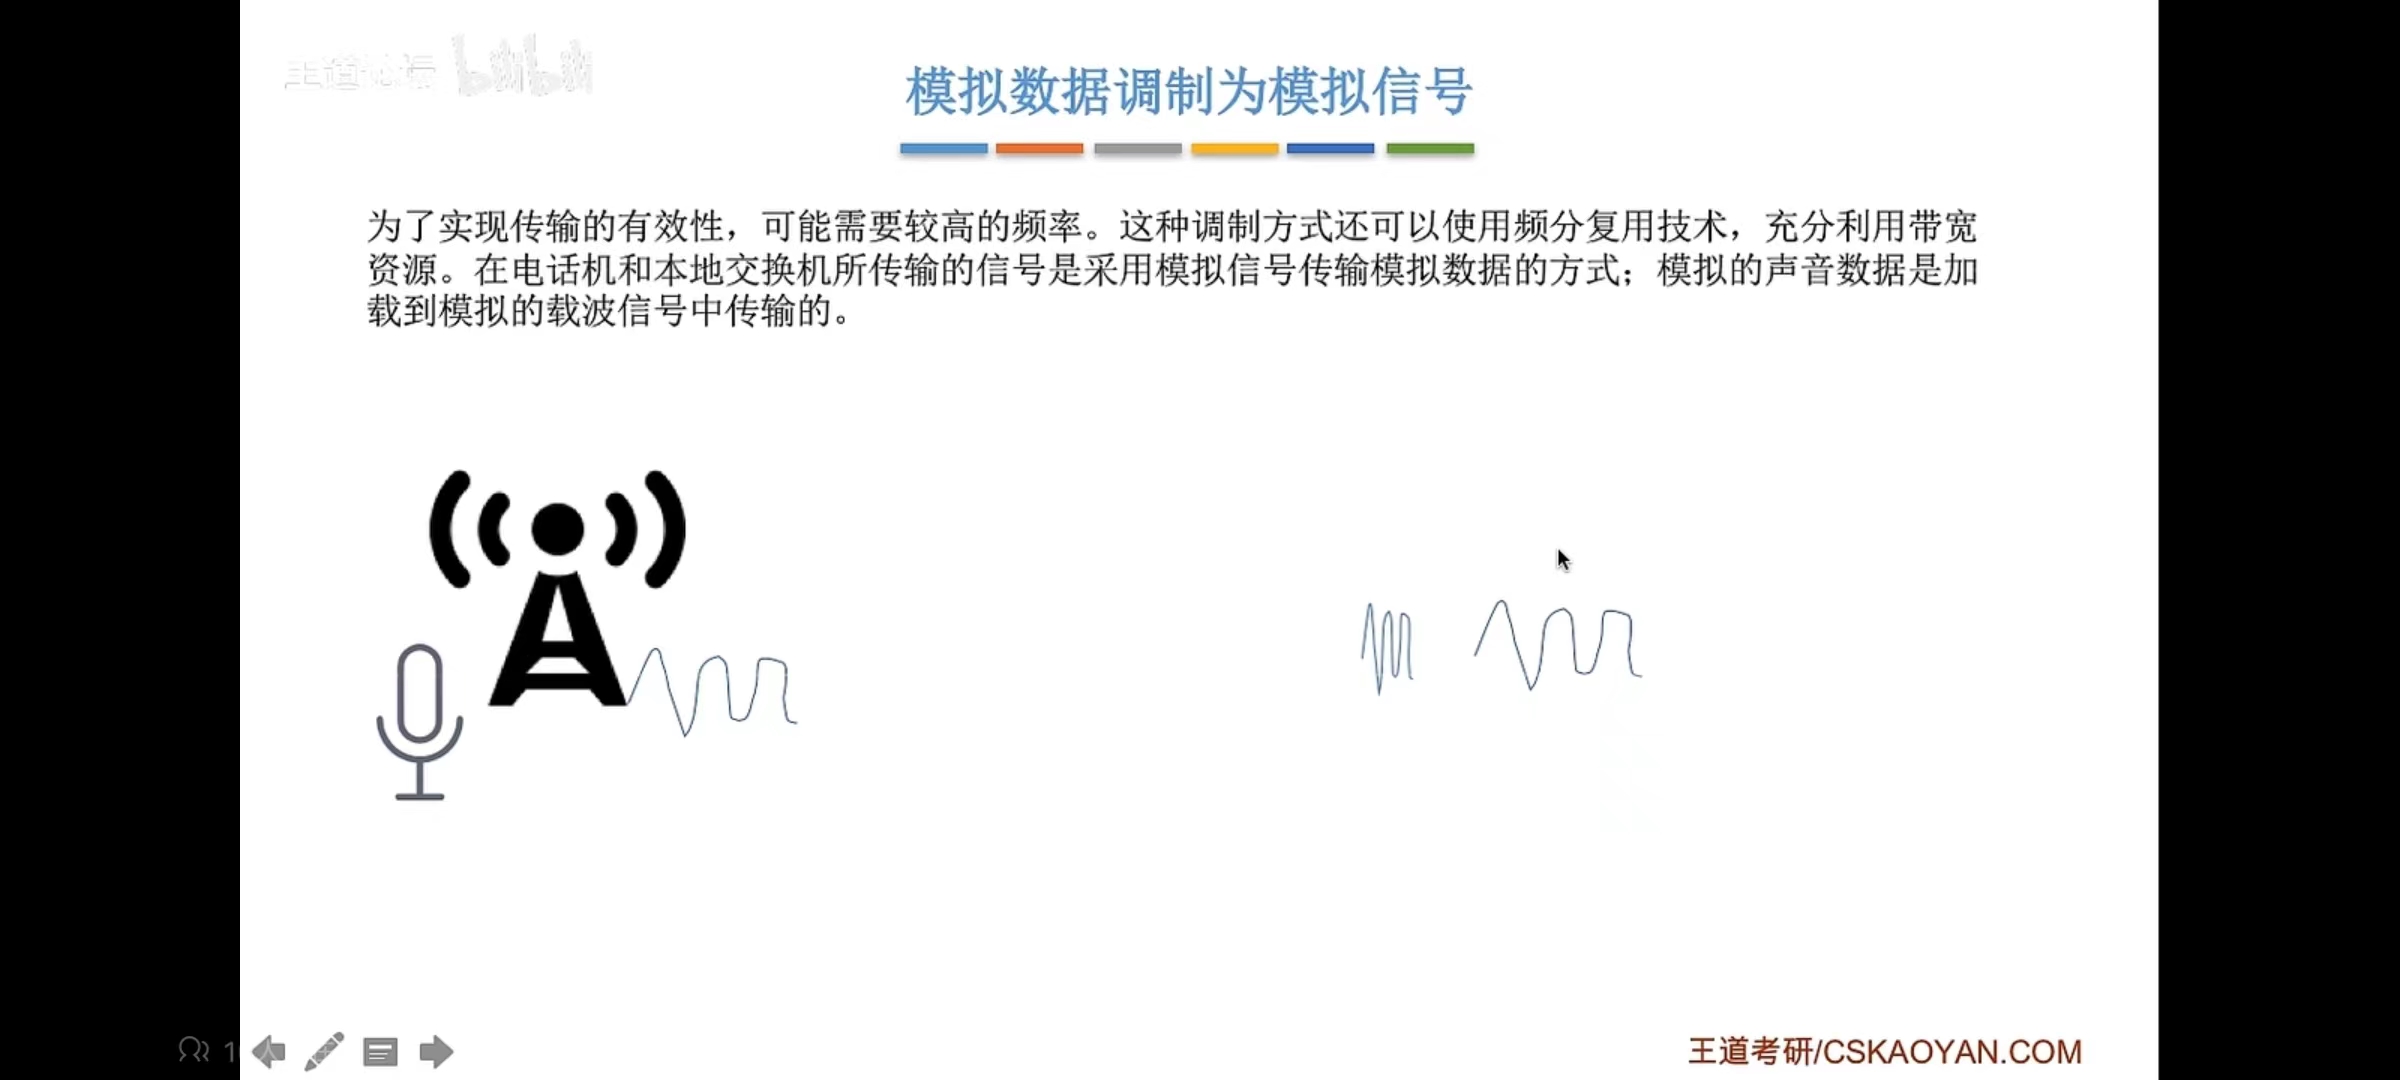 王道论坛 bilibili
模拟数据调制为模拟信号
为了实现传输的有效性，可能需要较高的频率。这种调制方式还可以使用频分复用技术，充分利用带宽
资源。在电话机和本地交换机所传输的信号是采用模拟信号传输模拟数据的方式；模拟的声音数据是加
载到模拟的载波信号中传输的。
王道考研/CSKAOYAN.COM